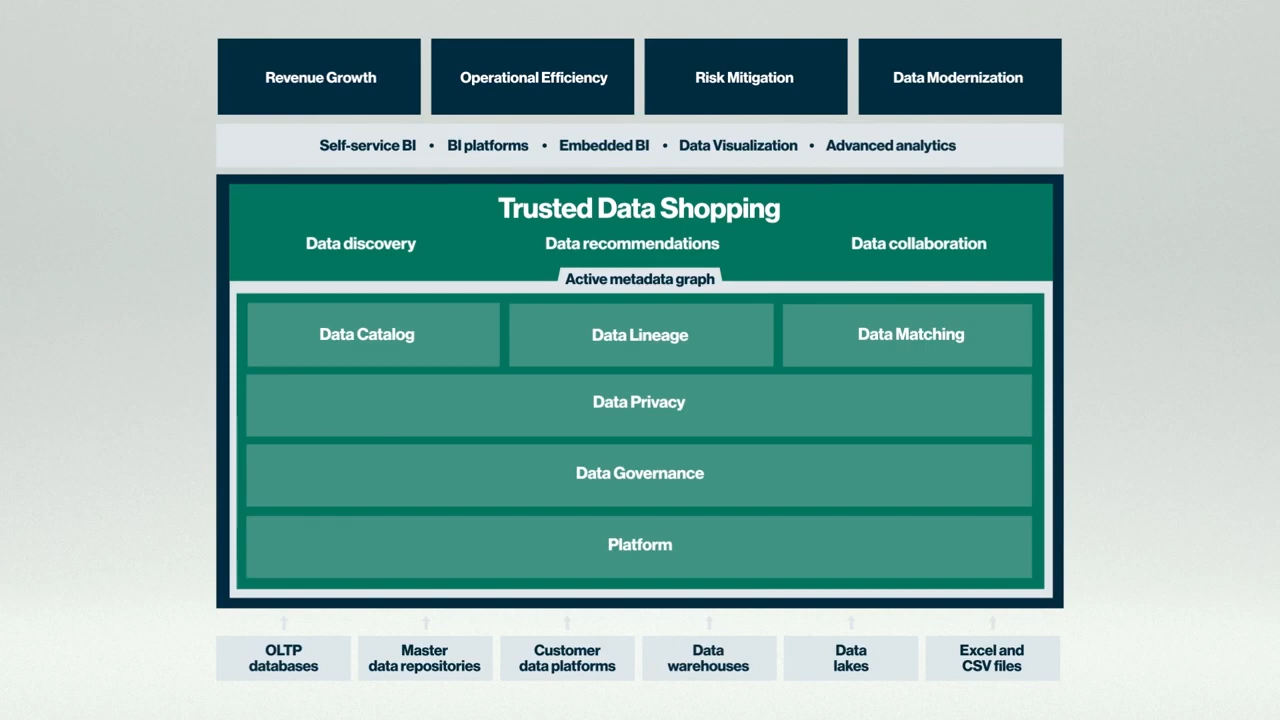 Revenue Growth
Operational Efficiency
Risk Mitigation
Data Modernization
Self-service BI • BI platforms • Embedded BI • Data Visualization • Advanced analytics
Trusted Data Shopping
Data discovery
Data recommendations
Data collaboration
Active metadata graph
Data Catalog
Data Lineage
Data Matching
Data Privacy
Data Governance
Platform
OLTP
databases
Master
data repositories
Customer
data platforms
Data
warehouses
Data
lakes
Excel and
CSV files